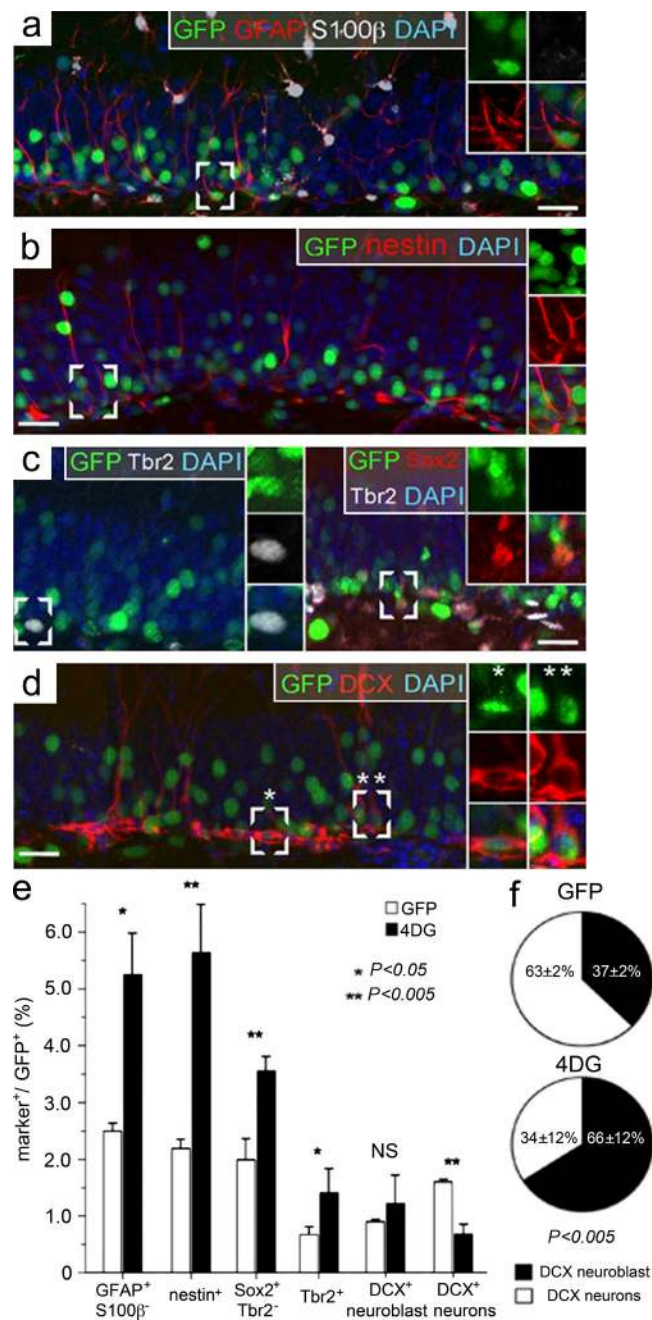 a
GFP GFAP S100β DAPI
b
GFP nestin DAPI
c
GFP Tbr2 DAPI
GFP Sox2
Tbr2 DAPI
d
GFP DCX DAPI
*
**
*
**
e
marker⁺/ GFP⁺ (%)
6.0
5.0
4.0
3.0
2.0
1.0
0
*
**
**
*
NS
**
GFP
4DG
* P<0.05
** P<0.005
GFAP⁺
S100β⁻
nestin⁺
Sox2⁺
Tbr2⁻
Tbr2⁺
DCX⁺
neuroblast
DCX⁺
neurons
f
GFP
63±2%
37±2%
4DG
34±12%
66±12%
P<0.005
DCX neuroblast
DCX neurons